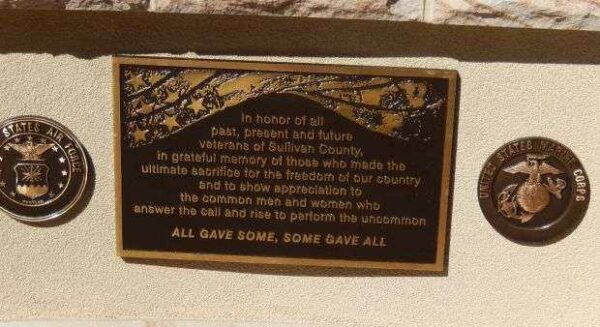 STATES AIR FORCE
In honor of all
past, present and future
veterans of Sullivan County,
in grateful memory of those who made the
ultimate sacrifice for the freedom of our country
and to show appreciation to
the common men and women who
answer the call and rise to perform the uncommon
ALL GAVE SOME, SOME GAVE ALL
UNITED STATES MARINE CORPS